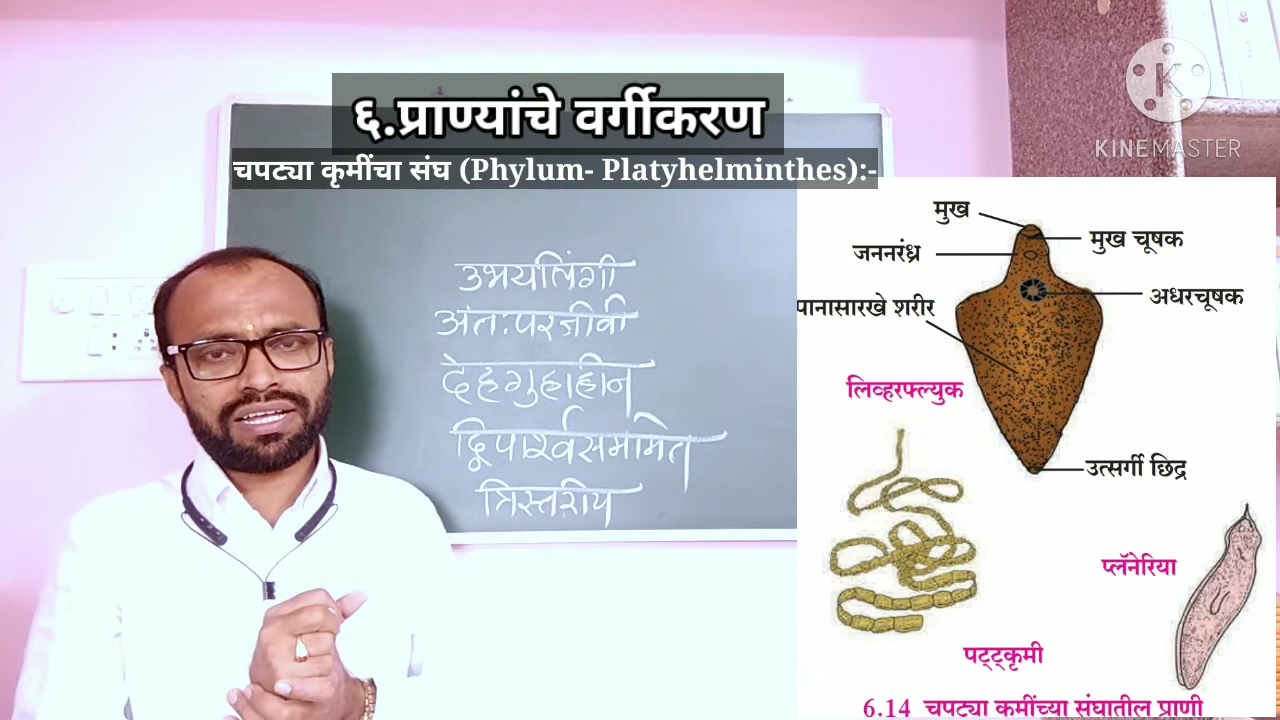 ६.प्राण्यांचे वर्गीकरण
चपट्या कृमींचा संघ (Phylum- Platyhelminthes):-
KINEMASTER
उभयलिंगी
अंतःपरजीवी
देहगुहाहीन
द्विपार्श्वसममित
त्रिस्तरीय
मुख
मुख चूषक
जननरंध्र
अधरचूषक
पानासारखे शरीर
लिव्हरफ्ल्युक
उत्सर्गी छिद्र
प्लॅनेरिया
पट्ट्कृमी
6.14 चपट्या कृमींच्या संघातील प्राणी